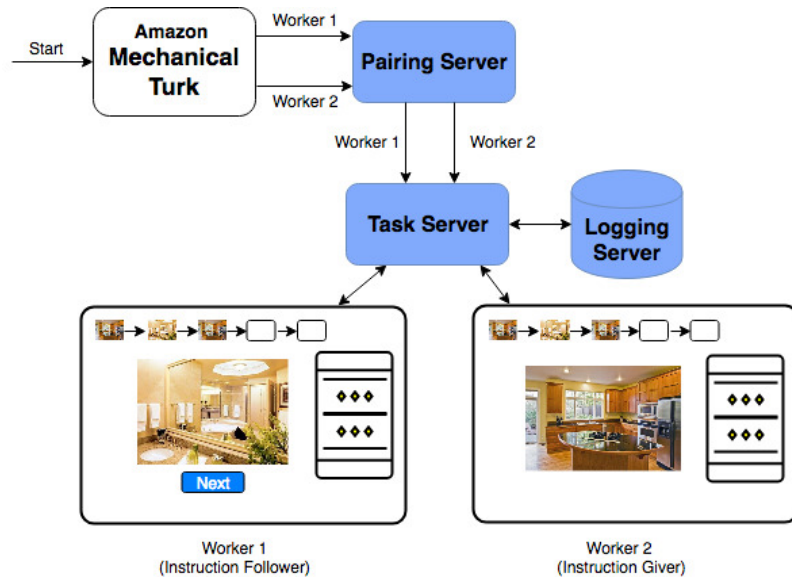 Start
Amazon
Mechanical
Turk
Worker 1
Worker 2
Pairing Server
Worker 1
Worker 2
Task Server
Logging
Server
Next
Worker 1
(Instruction Follower)
Worker 2
(Instruction Giver)